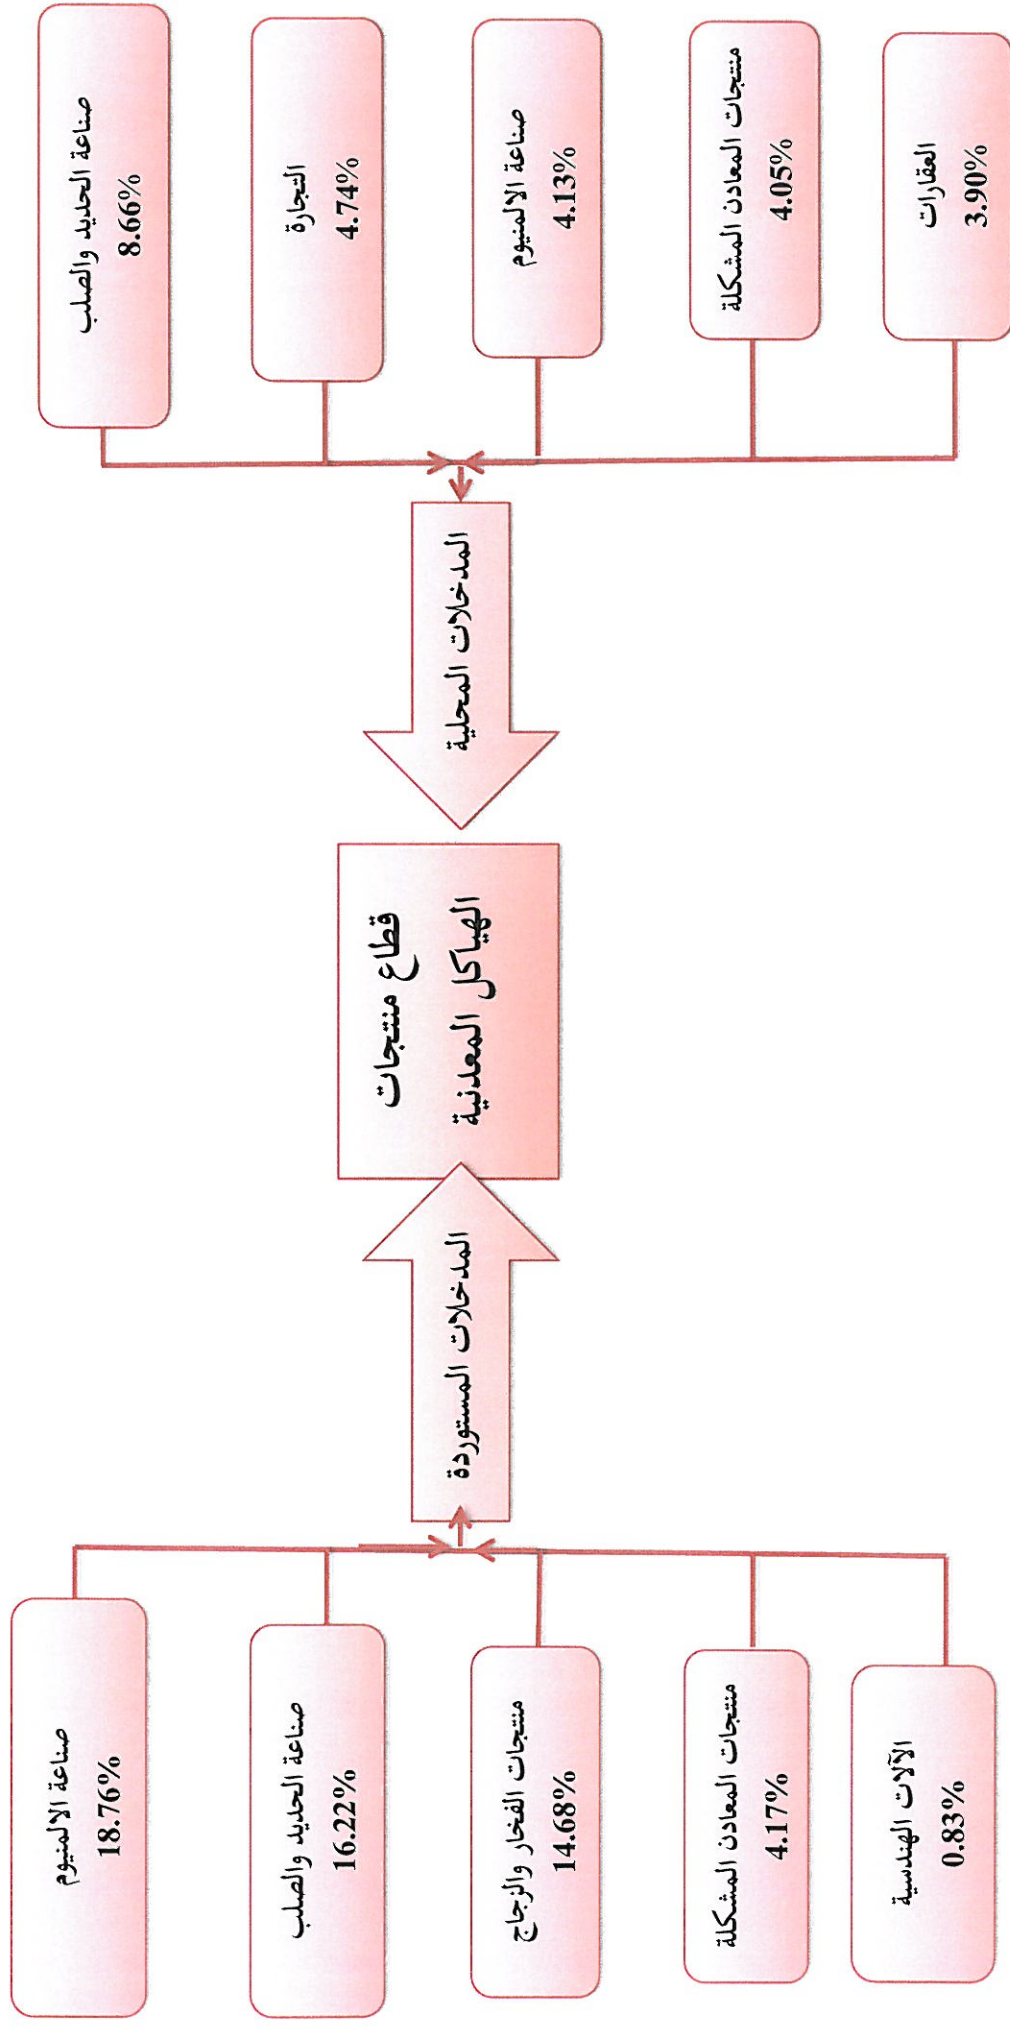 صناعة الحديد والصلب
8.66%
التجارة
4.74%
صناعة الالمنيوم
4.13%
منتجات المعادن المشكلة
4.05%
العقارات
3.90%
المدخلات المحلية
قطاع منتجات
الهياكل المعدنية
المدخلات المستوردة
صناعة الالمنيوم
18.76%
صناعة الحديد والصلب
16.22%
منتجات الفخار والزجاج
14.68%
منتجات المعادن المشكلة
4.17%
الآلات الهندسية
0.83%